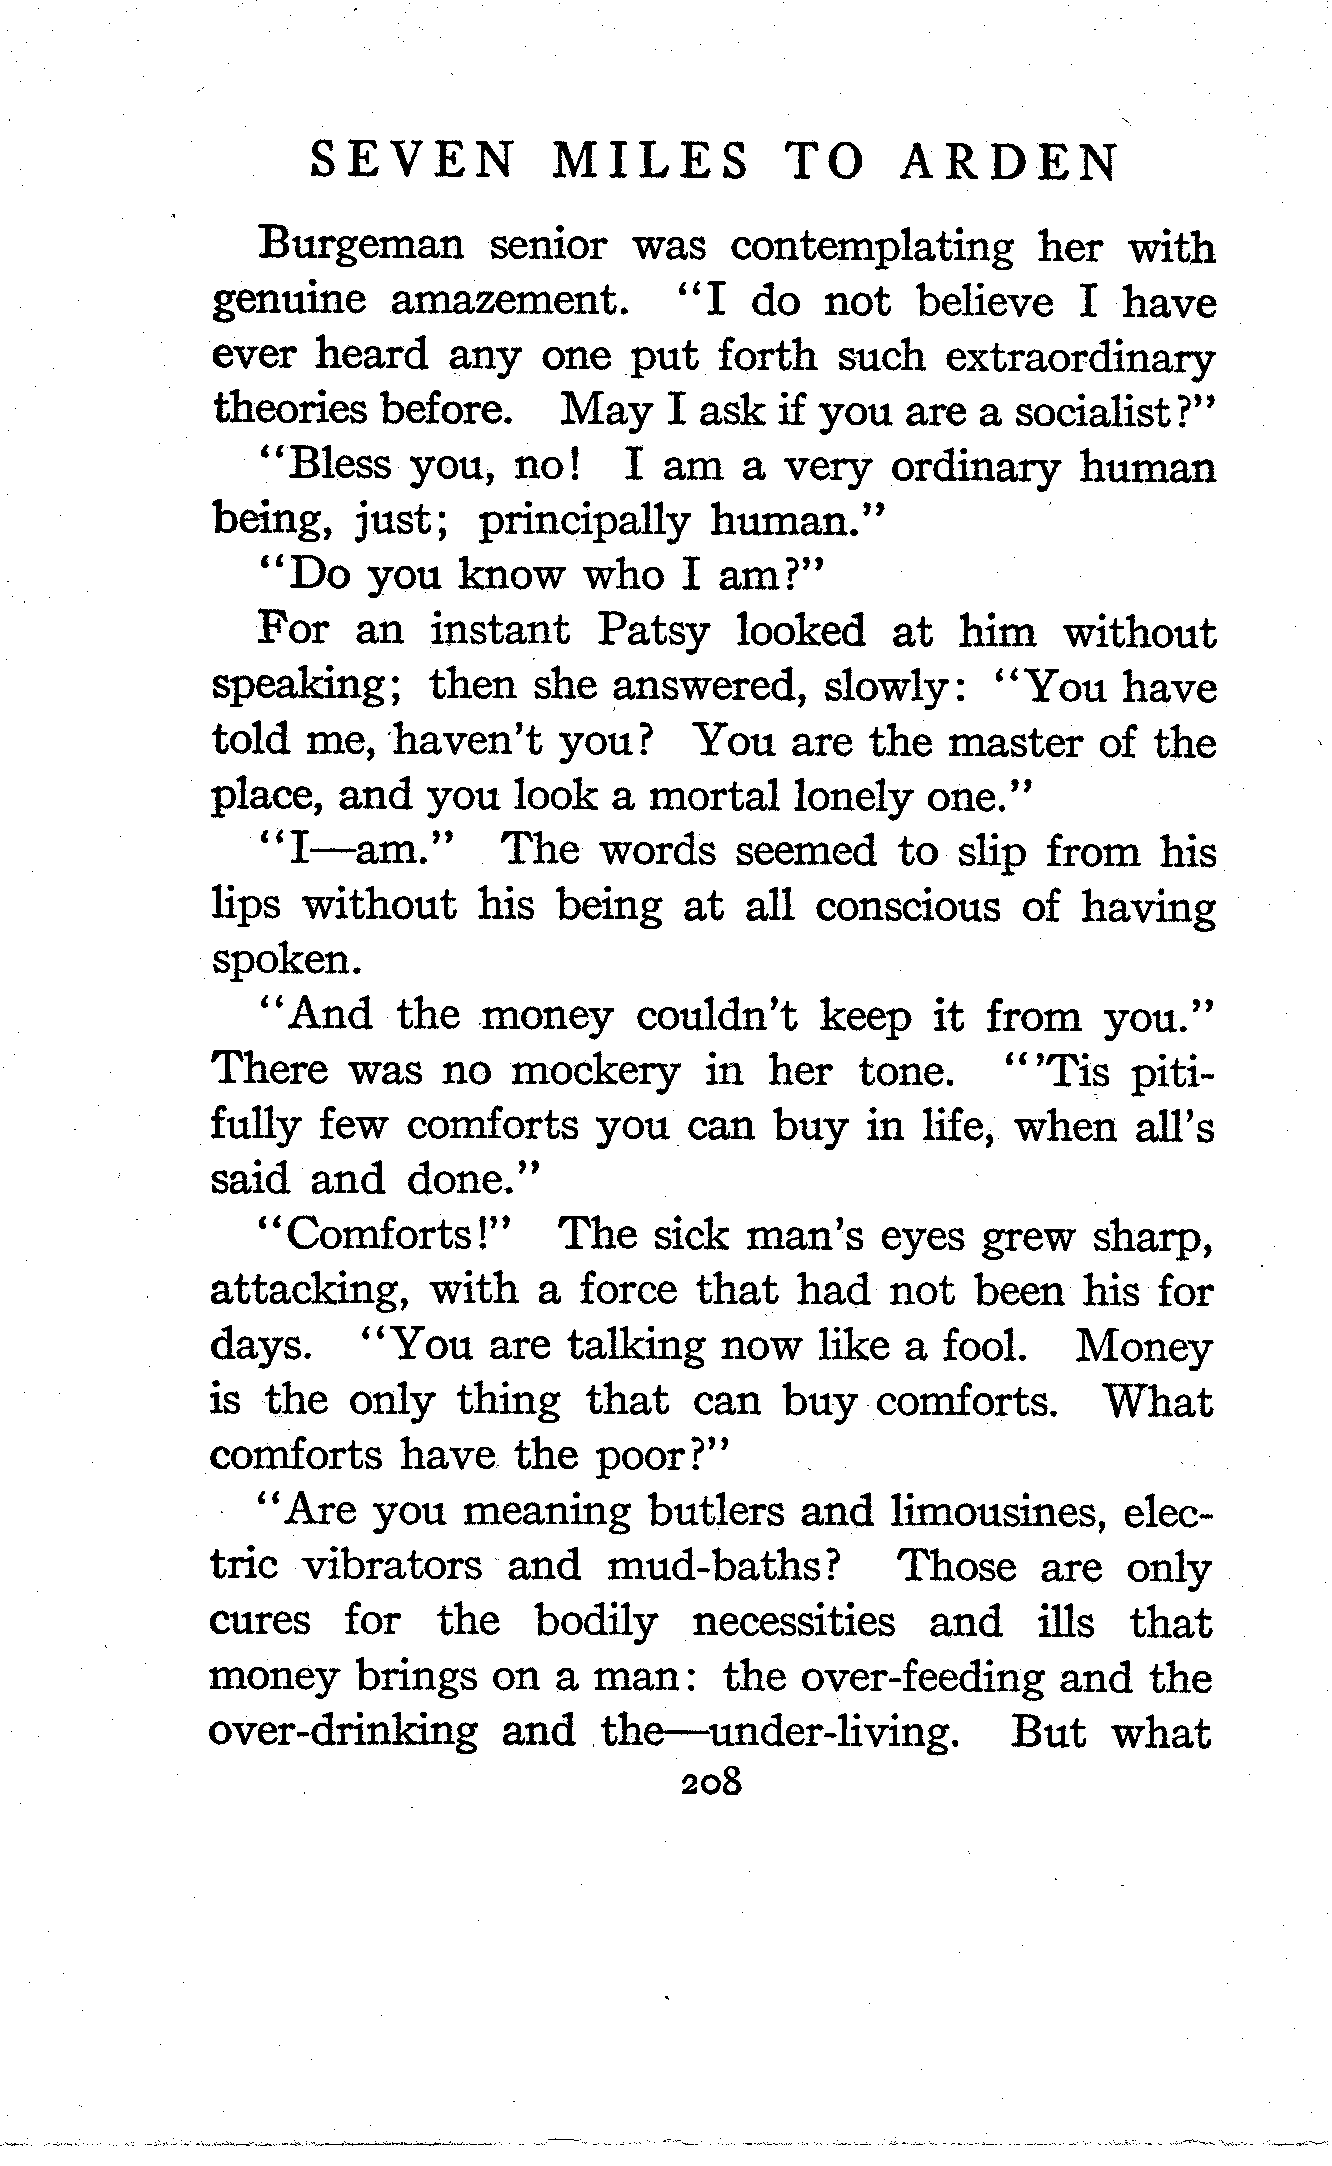 SEVEN MILES TO ARDEN
Burgeman senior was contemplating her with
genuine amazement. "I do not believe I have
ever heard any one put forth such extraordinary
theories before. May I ask if you are a socialist?"
"Bless you, no! I am a very ordinary human
being, just; principally human."
"Do you know who I am?"
For an instant Patsy looked at him without
speaking; then she answered, slowly: "You have
told me, haven't you? You are the master of the
place, and you look a mortal lonely one."
"I—am." The words seemed to slip from his
lips without his being at all conscious of having
spoken.
"And the money couldn't keep it from you."
There was no mockery in her tone. "'Tis piti-
fully few comforts you can buy in life, when all's
said and done."
"Comforts!" The sick man's eyes grew sharp,
attacking, with a force that had not been his for
days. "You are talking now like a fool. Money
is the only thing that can buy comforts. What
comforts have the poor?"
"Are you meaning butlers and limousines, elec-
tric vibrators and mud-baths? Those are only
cures for the bodily necessities and ills that
money brings on a man: the over-feeding and the
over-drinking and the—under-living. But what
208